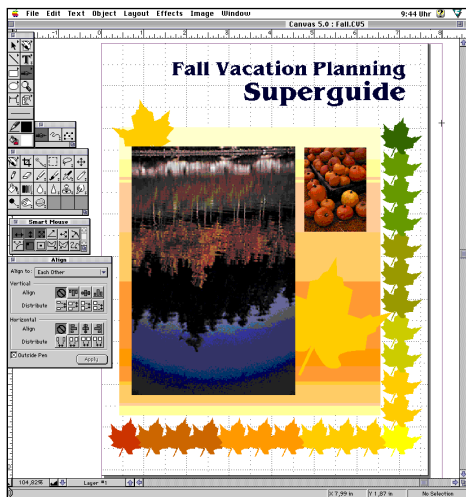 File Edit Text Object Layout Effects Image Window 9:44 Uhr
Canvas 5.0 : Fall.CV5
Fall Vacation Planning
Superguide
Smart Mouse
Align
Align to: Each Other
Vertical
Align
Distribute
Horizontal
Align
Distribute
Outside Pen
Apply
104,82% Layer #1
X 7,99 in Y 1,87 in No Selection